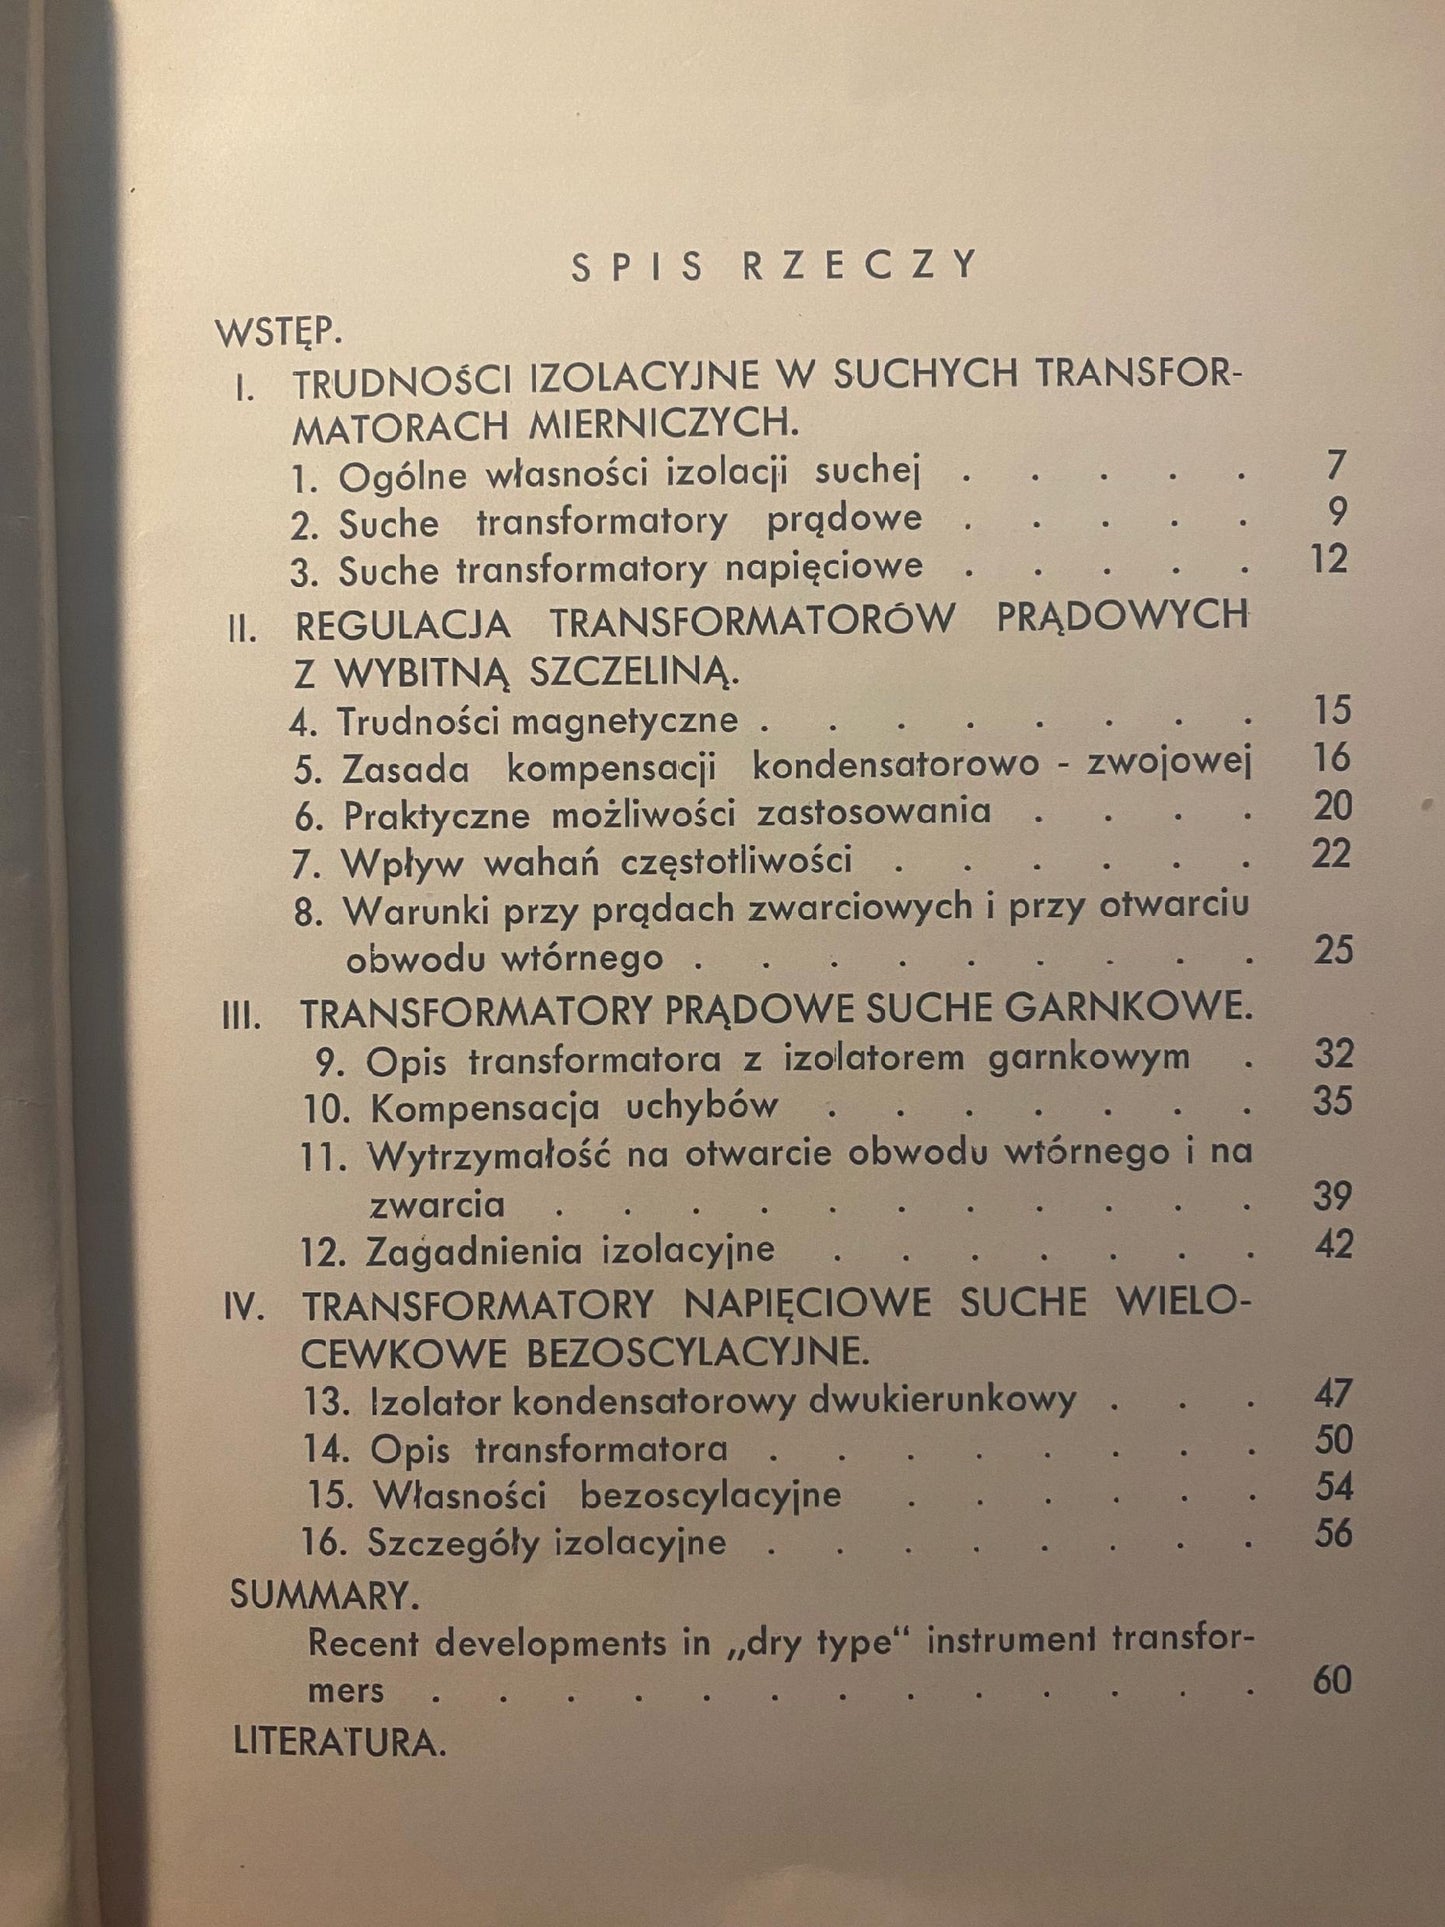 SPIS RZECZY
WSTĘP.
I. TRUDNOŚCI IZOLACYJNE W SUCHYCH TRANSFOR-
MATORACH MIERNICZYCH.
1. Ogólne własności izolacji suchej . . . . . 7
2. Suche transformatory prądowe . . . . . 9
3. Suche transformatory napięciowe . . . . . 12
II. REGULACJA TRANSFORMATORÓW PRĄDOWYCH
Z WYBITNĄ SZCZELINĄ.
4. Trudności magnetyczne . . . . . . . . 15
5. Zasada kompensacji kondensatorowo - zwojowej 16
6. Praktyczne możliwości zastosowania . . . . 20
7. Wpływ wahań częstotliwości . . . . . . 22
8. Warunki przy prądach zwarciowych i przy otwarciu
obwodu wtórnego . . . . . . . . . 25
III. TRANSFORMATORY PRĄDOWE SUCHE GARNKOWE.
9. Opis transformatora z izolatorem garnkowym . 32
10. Kompensacja uchybów . . . . . . . 35
11. Wytrzymałość na otwarcie obwodu wtórnego i na
zwarcia . . . . . . . . . . . 39
12. Zagadnienia izolacyjne . . . . . . . 42
IV. TRANSFORMATORY NAPIĘCIOWE SUCHE WIELO-
CEWKOWE BEZOSCYLACYJNE.
13. Izolator kondensatorowy dwukierunkowy . . . 47
14. Opis transformatora . . . . . . . . 50
15. Własności bezoscylacyjne . . . . . . 54
16. Szczegóły izolacyjne . . . . . . . . 56
SUMMARY.
Recent developments in „dry type“ instrument transfor-
mers . . . . . . . . . . . . . 60
LITERATURA.